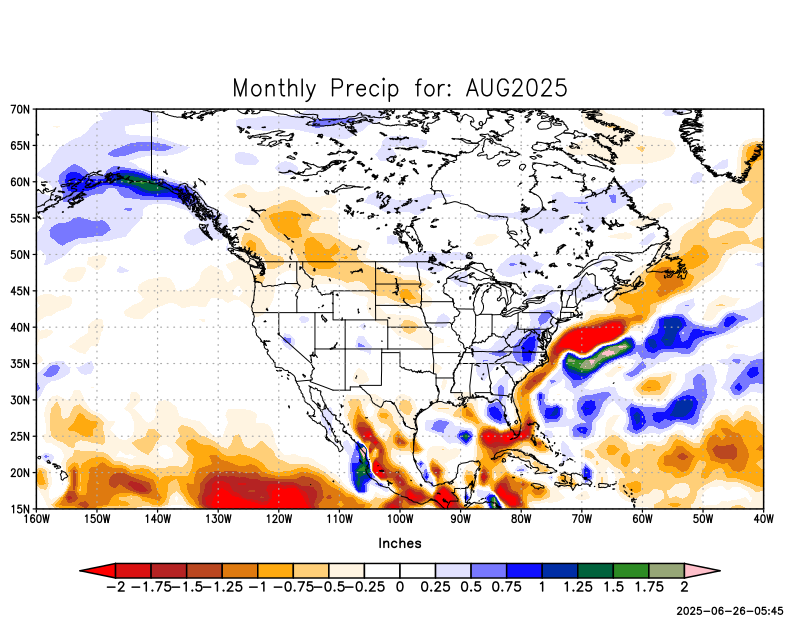 Monthly Precip for: AUG2025
70N
65N
60N
55N
50N
45N
40N
35N
30N
25N
20N
15N
160W 150W 140W 130W 120W 110W 100W 90W 80W 70W 60W 50W 40W
Inches
-2 -1.75 -1.5 -1.25 -1 -0.75 -0.5 -0.25 0 0.25 0.5 0.75 1 1.25 1.5 1.75 2
2025-06-26-05:45